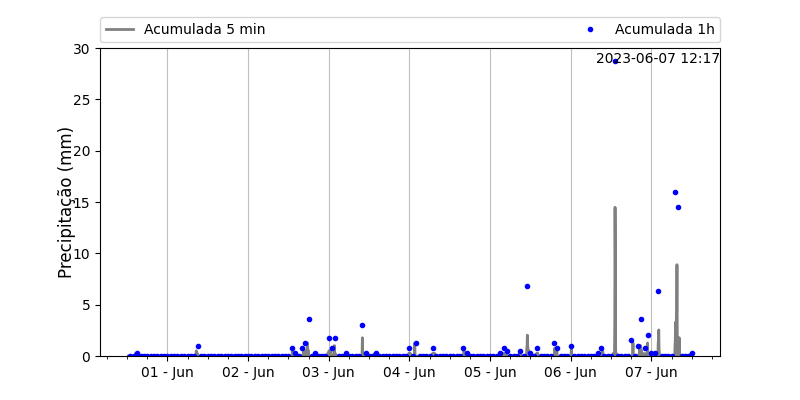 Acumulada 5 min
Acumulada 1h
2023-06-07 12:17
Precipitação (mm)
30
25
20
15
10
5
0
01 - Jun
02 - Jun
03 - Jun
04 - Jun
05 - Jun
06 - Jun
07 - Jun